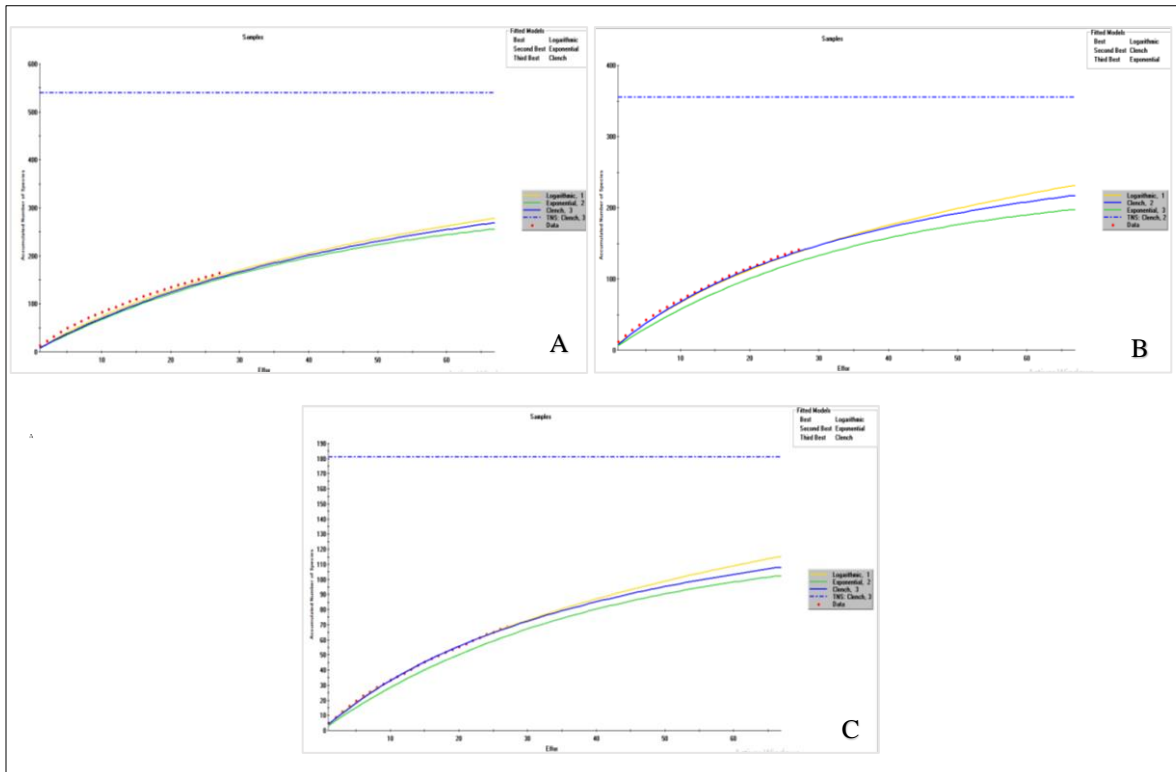 Samples
Fitted Models
Best Logarithmic
Second Best Exponential
Third Best Clench
600
500
400
300
200
100
0
Accumulated Number of Species
10 20 30 40 50 60
Logarithmic, 1
Exponential, 2
Clench, 3
TNS: Clench, 3
Data
A
Samples
Fitted Models
Best Logarithmic
Second Best Clench
Third Best Exponential
400
300
200
100
0
Accumulated Number of Species
10 20 30 40 50 60
Logarithmic, 1
Clench, 2
Exponential, 3
TNS: Clench, 2
Data
B
Samples
Fitted Models
Best Logarithmic
Second Best Exponential
Third Best Clench
190
180
170
160
150
140
130
120
110
100
90
80
70
60
50
40
30
20
10
0
Accumulated Number of Species
10 20 30 40 50 60
Logarithmic, 1
Exponential, 2
Clench, 3
TNS: Clench, 3
Data
C